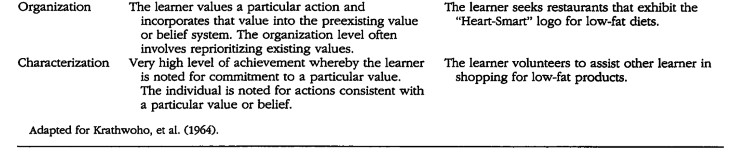 Organization The learner values a particular action and The learner seeks restaurants that exhibit the
incorporates that value into the preexisting value "Heart-Smart" logo for low-fat diets.
or belief system. The organization level often
involves reprioritizing existing values.
Characterization Very high level of achievement whereby the learner The learner volunteers to assist other learner in
is noted for commitment to a particular value. shopping for low-fat products.
The individual is noted for actions consistent with
a particular value or belief.
Adapted for Krathwoho, et al. (1964).